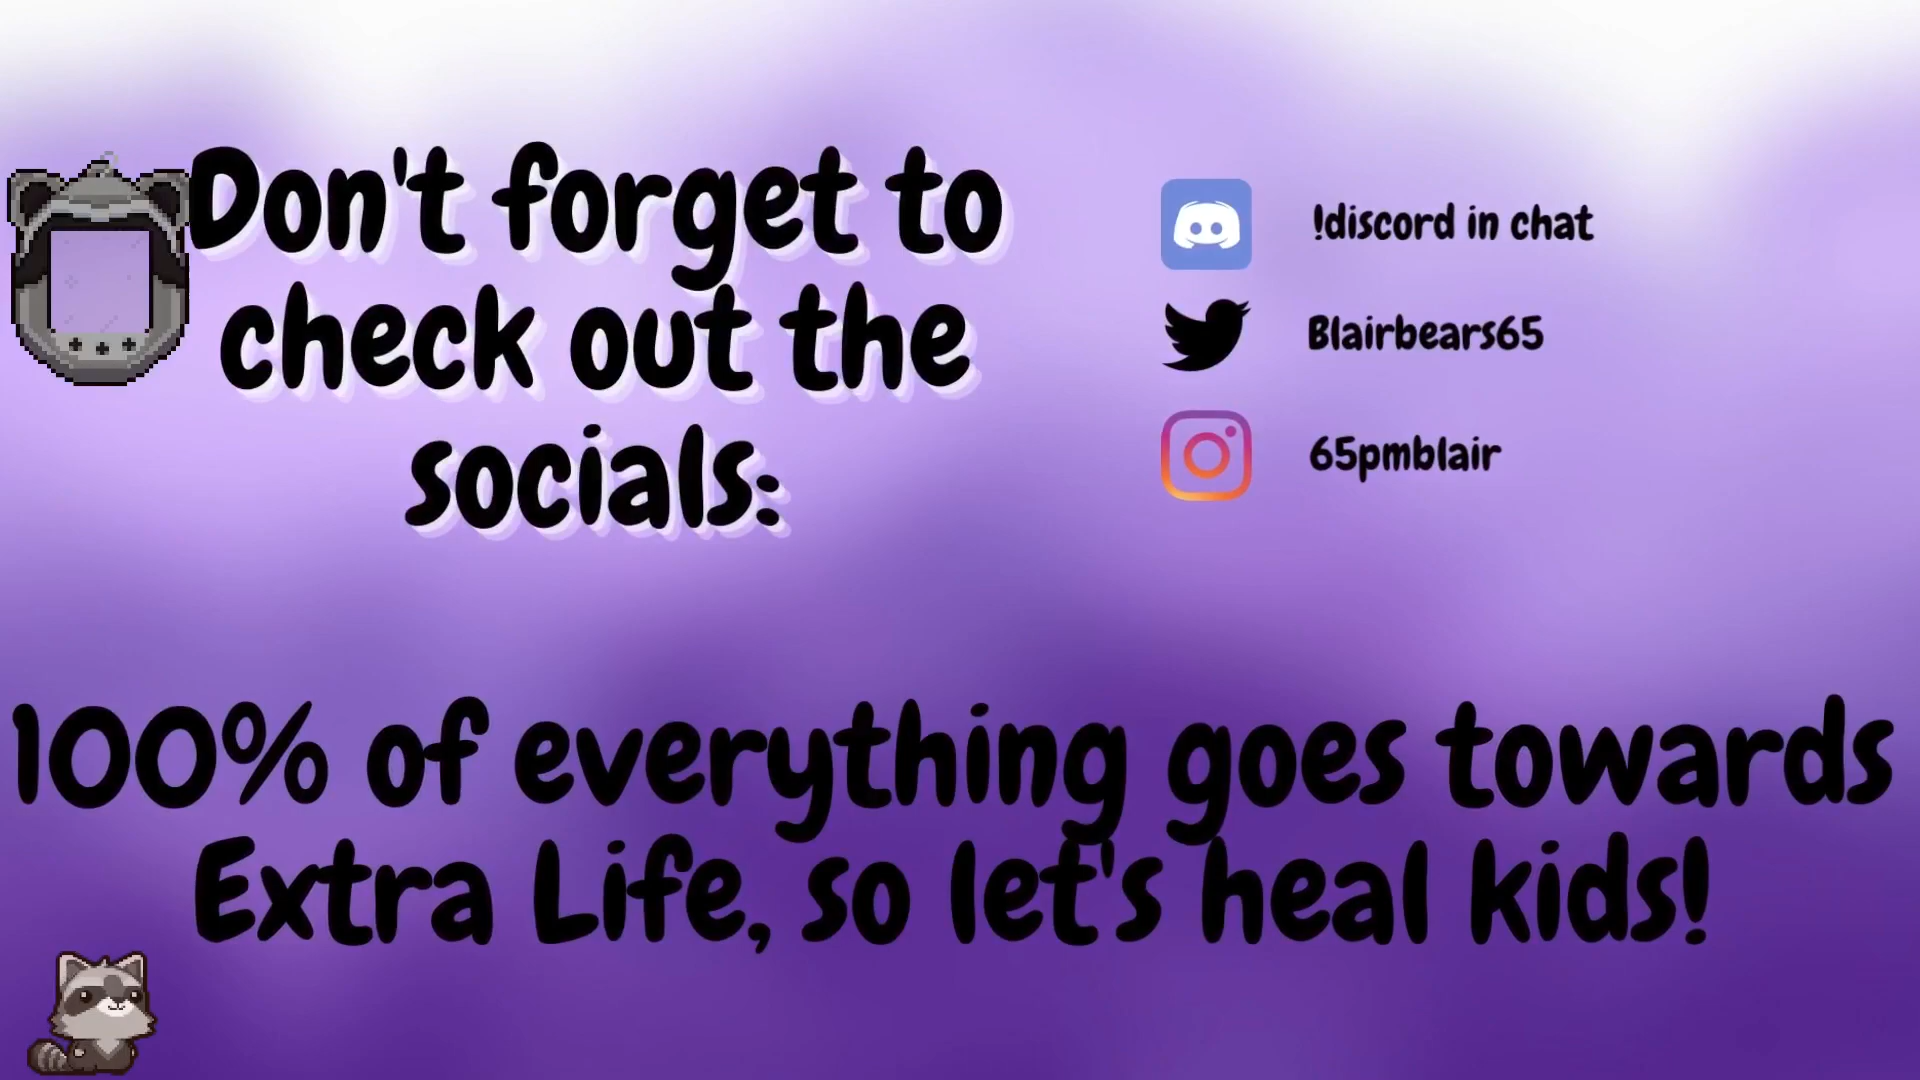 Don't forget to
check out the
socials:
!discord in chat
Blairbears65
65pmblair
100% of everything goes towards
Extra Life, so let's heal kids!